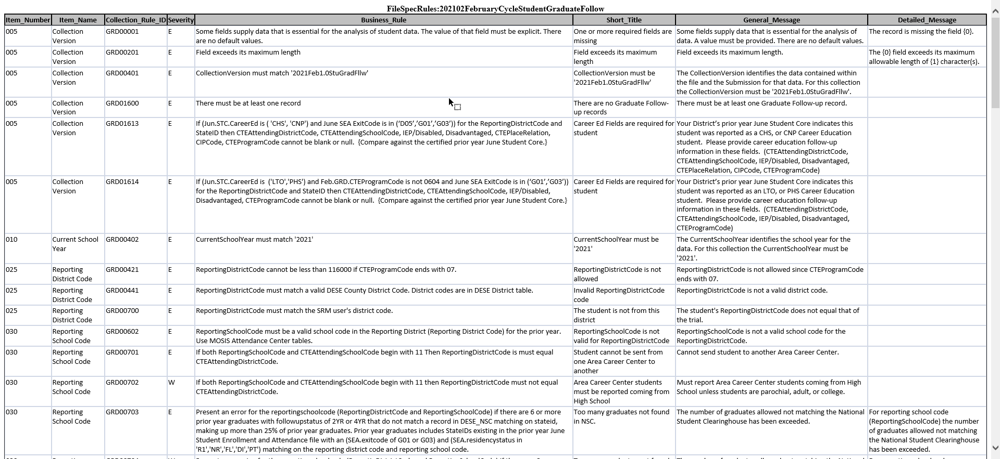 FileSpecRules:202102FebruaryCycleStudentGraduateFollow
Item_Number Item_Name Collection_Rule_ID Severity Business_Rule Short_Title General_Message Detailed_Message
005 Collection Version GRD00001 E Some fields supply data that is essential for the analysis of student data. The value of that field must be explicit. There are no default values. One or more required fields are missing Some fields supply data that is essential for the analysis of data. A value must be provided. There are no default values. The record is missing the field {0}.
005 Collection Version GRD00201 E Field exceeds its maximum length Field exceeds its maximum length Field exceeds its maximum length. The {0} field exceeds its maximum allowable length of {1} character(s).
005 Collection Version GRD00401 E CollectionVersion must match '2021Feb1.0StuGradFllw' CollectionVersion must be '2021Feb1.0StuGradFllw' The CollectionVersion identifies the data contained within the file and the Submission for that data. For this collection the CollectionVersion must be '2021Feb1.0StuGradFllw'.
005 Collection Version GRD01600 E There must be at least one record There are no Graduate Follow-up records There must be at least one Graduate Follow-up record.
005 Collection Version GRD01613 E If (Jun.STC.CareerEd is ( 'CHS', 'CNP') and June SEA ExitCode is in (‘D05’,’G01’,’G03’)) for the ReportingDistrictCode and StateID then CTEAttendingDistrictCode, CTEAttendingSchoolCode, IEP/Disabled, Disadvantaged, CTEPlaceRelation, CIPCode, CTEProgramCode cannot be blank or null.  {Compare against the certified prior year June Student Core.} Career Ed Fields are required for student Your District’s prior year June Student Core indicates this student was reported as a CHS, or CNP Career Education student.  Please provide career education follow-up information in these fields.  (CTEAttendingDistrictCode, CTEAttendingSchoolCode, IEP/Disabled, Disadvantaged, CTEPlaceRelation, CIPCode, CTEProgramCode)
005 Collection Version GRD01614 E If (Jun.STC.CareerEd is  ('LTO','PHS') and Feb.GRD.CTEProgramCode is not 0604 and June SEA ExitCode is in (‘G01’,’G03’)) for the ReportingDistrictCode and StateID then CTEAttendingDistrictCode, CTEAttendingSchoolCode, IEP/Disabled, Disadvantaged, CTEProgramCode cannot be blank or null.  {Compare against the certified prior year June Student Core.} Career Ed Fields are required for student Your District’s prior year June Student Core indicates this student was reported as an LTO, or PHS Career Education student.  Please provide career education follow-up information in these fields.  (CTEAttendingDistrictCode, CTEAttendingSchoolCode, IEP/Disabled, Disadvantaged, CTEProgramCode)
010 Current School Year GRD00402 E CurrentSchoolYear must match '2021' CurrentSchoolYear must be '2021' The CurrentSchoolYear identifies the school year for the data. For this collection the CurrentSchoolYear must be '2021'.
025 Reporting District Code GRD00421 E ReportingDistrictCode cannot be less than 116000 if CTEProgramCode ends with 07. ReportingDistrictCode is not allowed ReportingDistrictCode is not allowed since CTEProgramCode ends with 07.
025 Reporting District Code GRD00441 E ReportingDistrictCode must match a valid DESE County District Code. District codes are in DESE District table. Invalid ReportingDistrictCode code ReportingDistrictCode is not a valid district code.
025 Reporting District Code GRD00700 E ReportingDistrictCode must match the SRM user's district code. The student is not from this district The student's ReportingDistrictCode does not equal that of the trial.
030 Reporting School Code GRD00602 E ReportingSchoolCode must be a valid school code in the Reporting District (Reporting District Code) for the prior year. Use MOSIS Attendance Center tables. ReportingSchoolCode is not valid for ReportingDistrictCode ReportingSchoolCode is not a valid school code for the ReportingDistrictCode.
030 Reporting School Code GRD00701 E If both ReportingSchoolCode and CTEAttendingSchoolCode begin with 11 Then ReportingDistrictCode is must equal CTEAttendingDistrictCode. Student cannot be sent from one Area Career Center to another Cannot send student to another Area Career Center.
030 Reporting School Code GRD00702 W If both ReportingSchoolCode and CTEAttendingSchoolCode begin with 11 then ReportingDistrictCode must not equal CTEAttendingDistrictCode. Area Career Center students must be reported coming from High School Must report Area Career Center students coming from High School unless students are parochial, adult, or college.
030 Reporting School Code GRD00703 E Present an error for the reportingschoolcode (ReportingDistrictCode and ReportingSchoolCode) if there are 6 or more prior year graduates with followupstatus of 2YR or 4YR that do not match a record in DESE_NSC matching on stateid, making up more than 25% of prior year graduates. Prior year graduates includes StateIDs existing in the prior year June Student Enrollment and Attendance file with an (SEA.exitcode of G01 or G03) and (SEA.residencystatus in 'R1','NR','FL','DI','PT') matching on the reporting district code and reporting school code. Too many graduates not found in NSC. The number of graduates allowed not matching the National Student Clearinghouse has been exceeded. For reporting school code (ReportingSchoolCode) the number of graduates allowed not matching the National Student Clearinghouse has been exceeded.